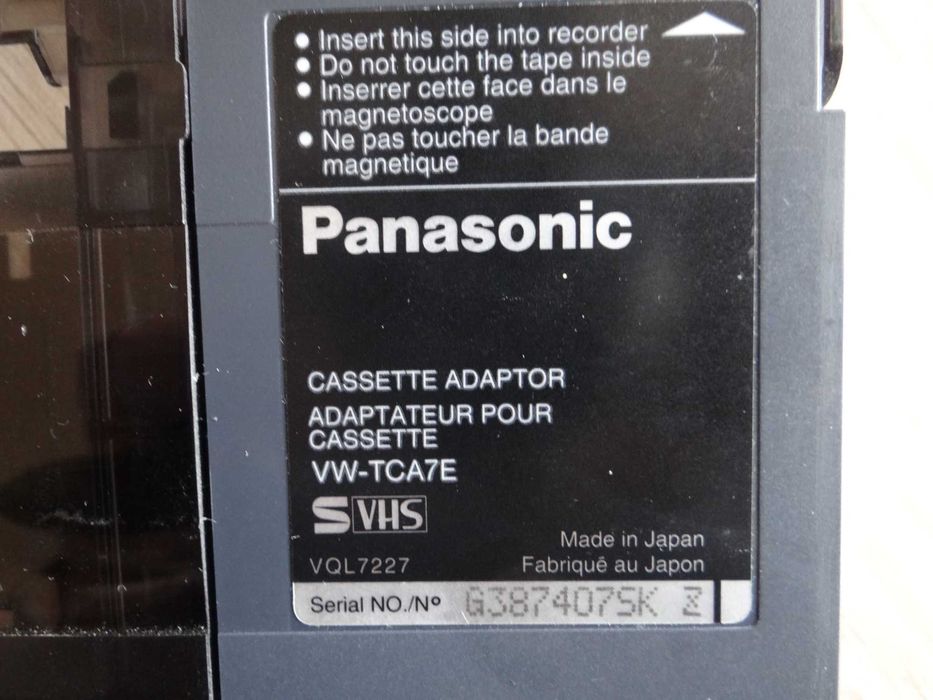 ● Insert this side into recorder
● Do not touch the tape inside
● Inserrer cette face dans le
magnetoscope
● Ne pas toucher la bande
magnetique
Panasonic
CASSETTE ADAPTOR
ADAPTATEUR POUR
CASSETTE
VW-TCA7E
S VHS
Made in Japan
VQL7227 Fabriqué au Japon
Serial NO./Nº G387407SK Z